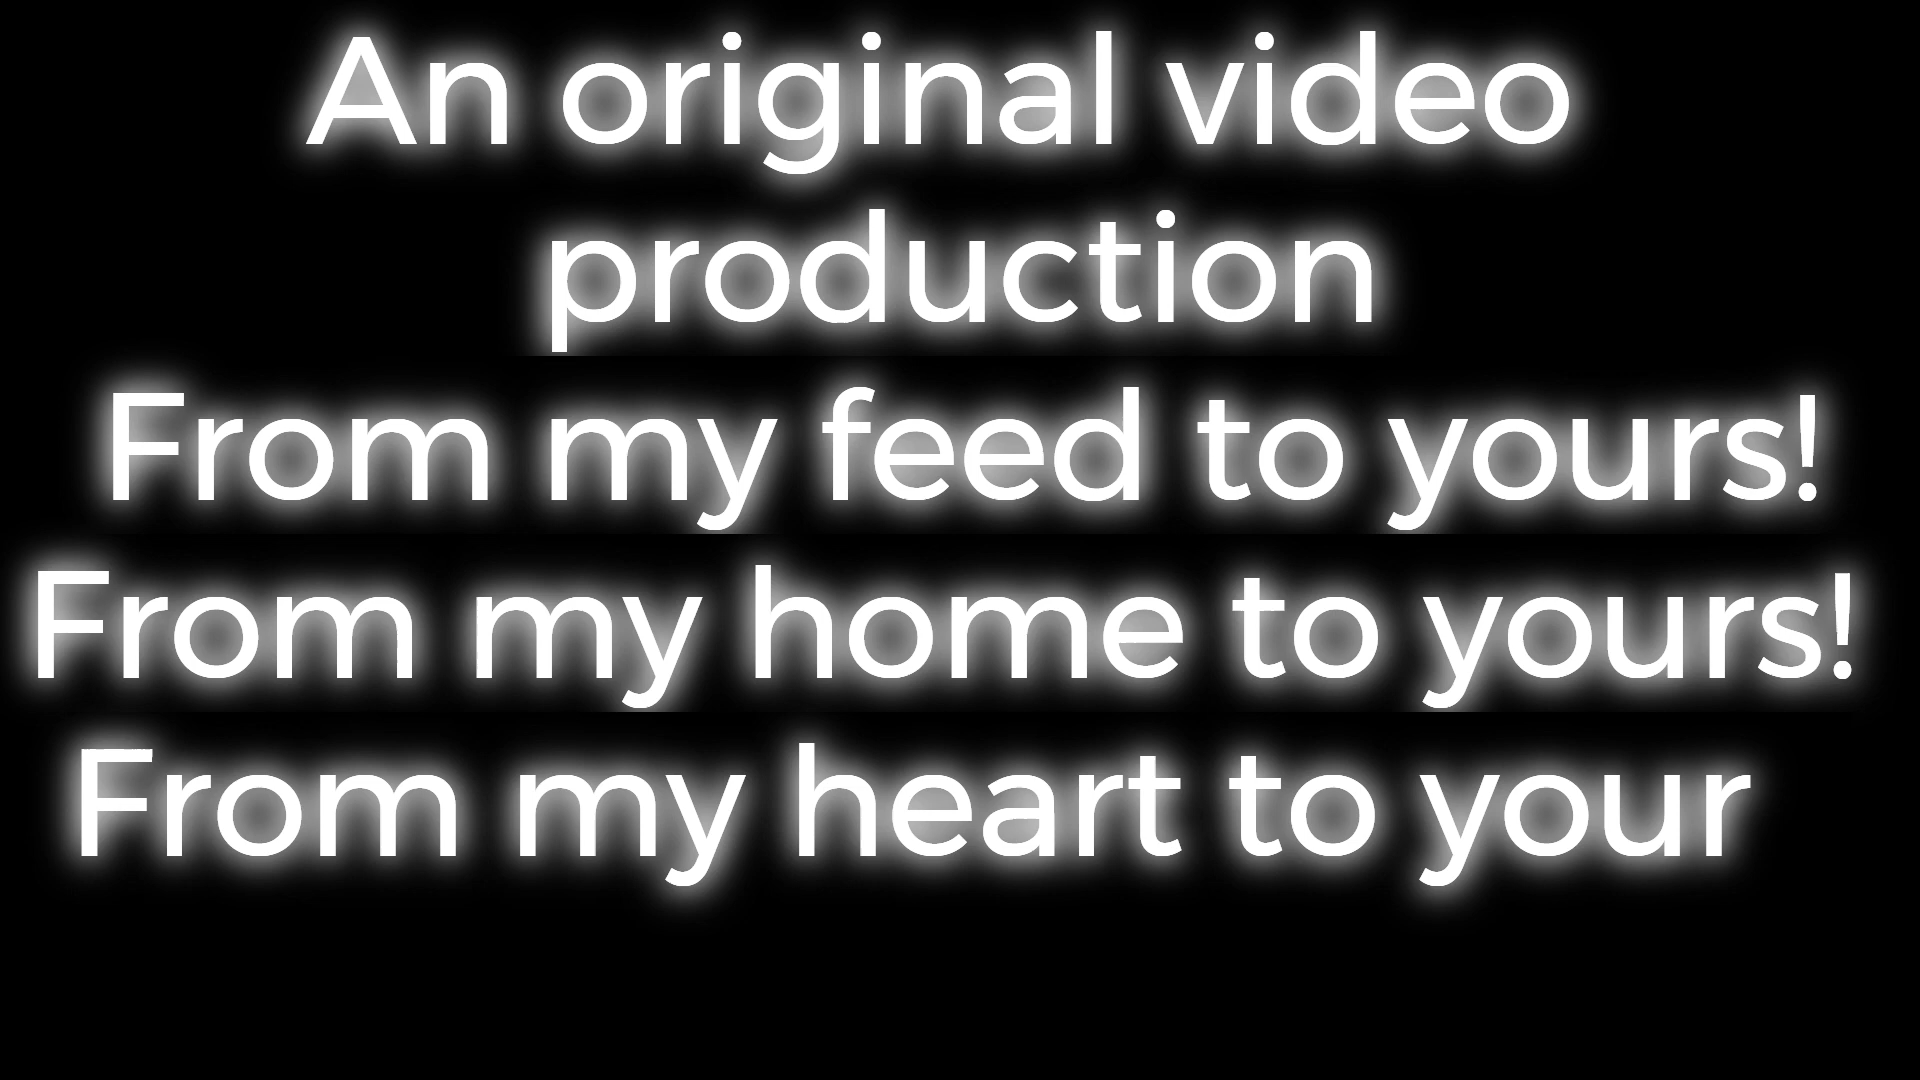 An original video
production
From my feed to yours!
From my home to yours!
From my heart to your